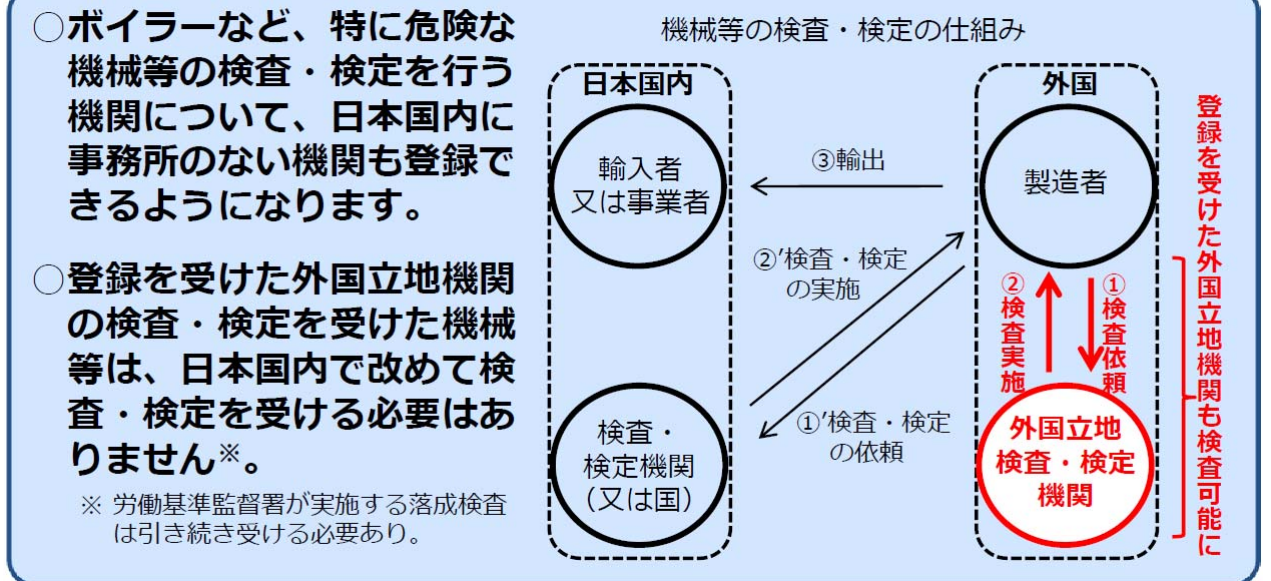 ○ボイラーなど、特に危険な
機械等の検査・検定を行う
機関について、日本国内に
事務所のない機関も登録で
きるようになります。
○登録を受けた外国立地機関
の検査・検定を受けた機械
等は、日本国内で改めて検
査・検定を受ける必要はあ
りません※。
※ 労働基準監督署が実施する落成検査
は引き続き受ける必要あり。
機械等の検査・検定の仕組み
日本国内
輸入者
又は事業者
検査・
検定機関
（又は国）
③輸出
②’検査・検定
の実施
①’検査・検定
の依頼
外国
製造者
②検査実施
①検査依頼
外国立地
検査・検定
機関
登録を受けた外国立地機関も検査可能に